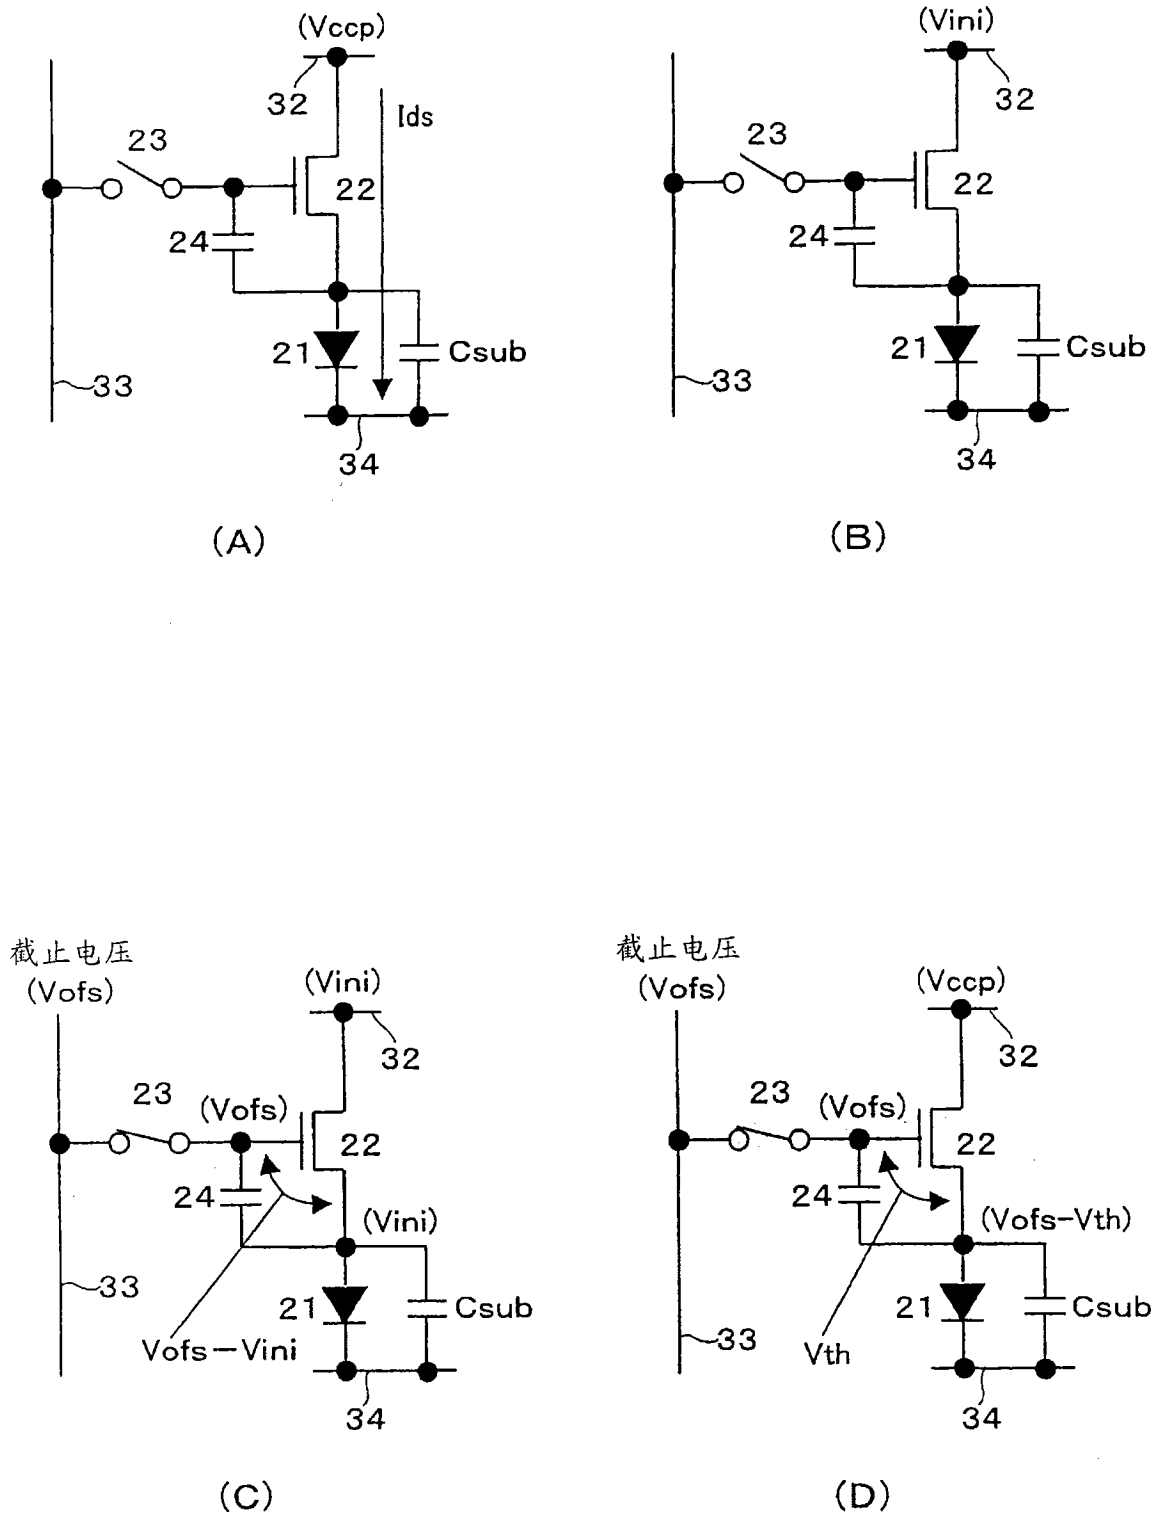 (Vccp)
32
Ids
23
22
24
21
Csub
33
34
(A)
(Vini)
32
23
22
24
21
Csub
33
34
(B)
截止电压
(Vofs)
(Vini)
32
23
(Vofs)
22
24
(Vini)
33
21
Csub
Vofs-Vini
34
(C)
截止电压
(Vofs)
(Vccp)
32
23
(Vofs)
22
24
(Vofs-Vth)
21
Csub
33
Vth
34
(D)